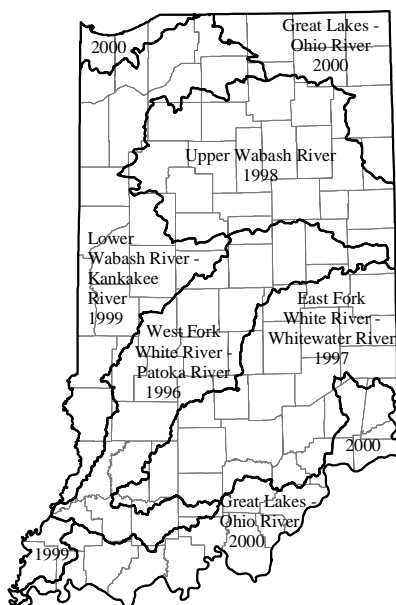 Great Lakes -
Ohio River
2000
2000
Upper Wabash River
1998
Lower
Wabash River -
Kankakee
River
1999
West Fork
White River -
Patoka River
1996
East Fork
White River -
Whitewater River
1997
2000
Great Lakes -
Ohio River
2000
1999